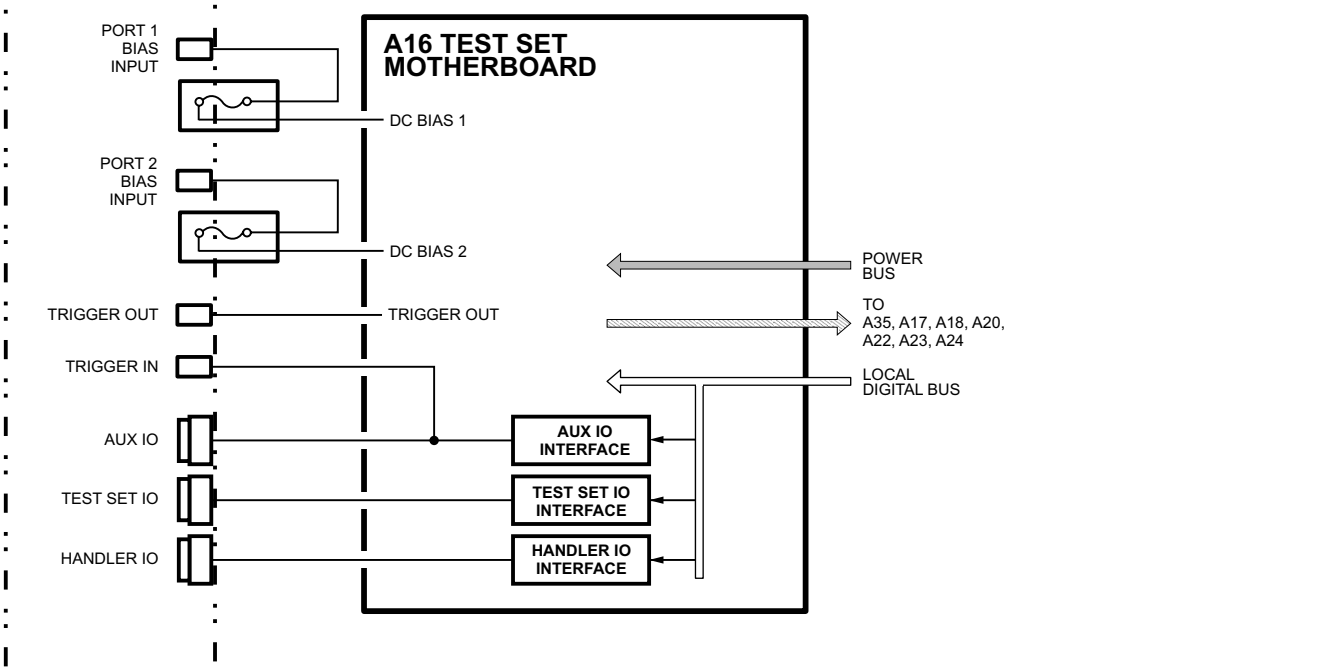 PORT 1
BIAS
INPUT
A16 TEST SET
MOTHERBOARD
DC BIAS 1
PORT 2
BIAS
INPUT
DC BIAS 2
POWER
BUS
TRIGGER OUT
TRIGGER OUT
TO
A35, A17, A18, A20,
A22, A23, A24
TRIGGER IN
LOCAL
DIGITAL BUS
AUX IO
AUX IO
INTERFACE
TEST SET IO
TEST SET IO
INTERFACE
HANDLER IO
HANDLER IO
INTERFACE